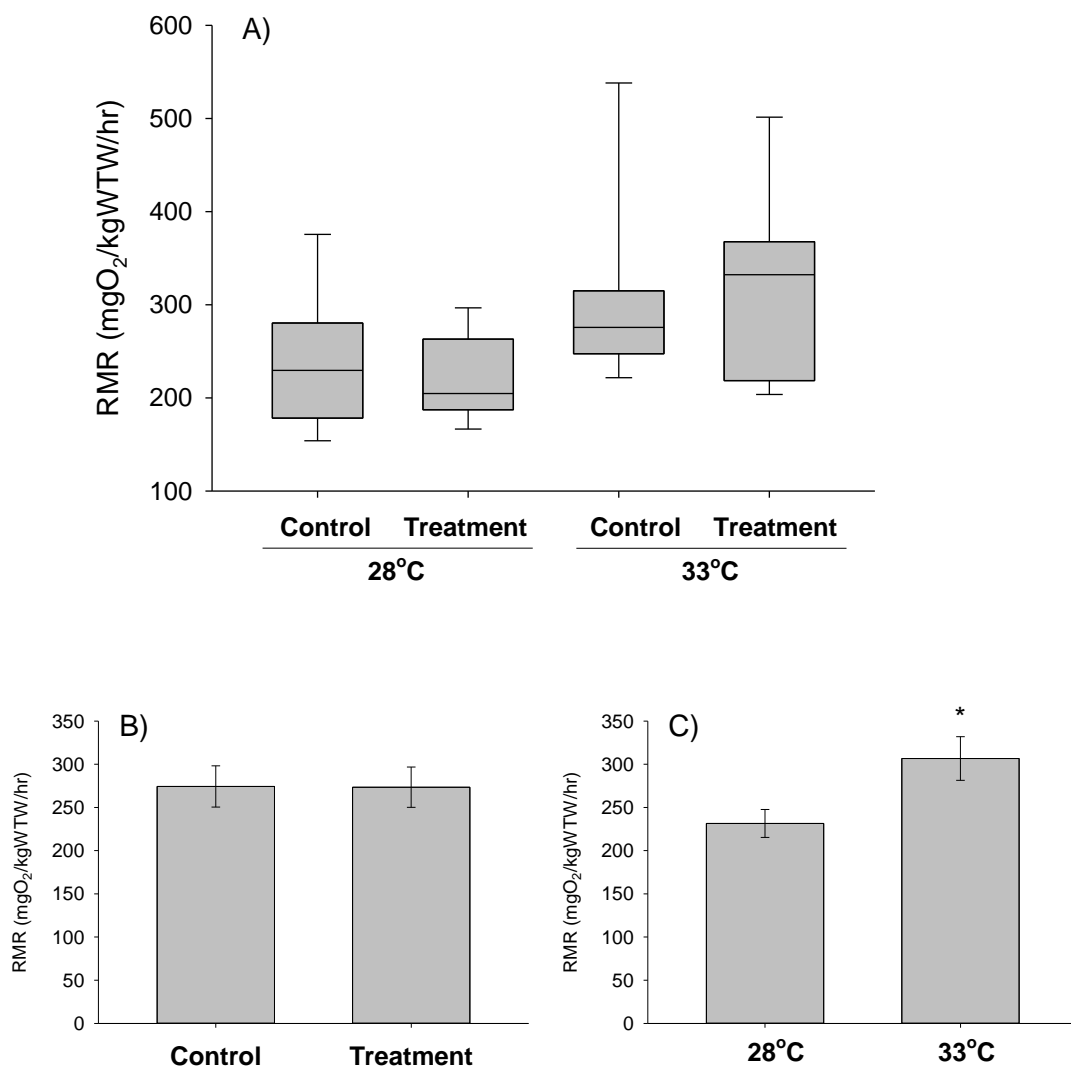 A)
RMR (mgO₂/kgWTW/hr)
600
500
400
300
200
100
Control Treatment Control Treatment
28°C 33°C
B)
RMR (mgO₂/kgWTW/hr)
350
300
250
200
150
100
50
0
Control Treatment
C)
*
RMR (mgO₂/kgWTW/hr)
350
300
250
200
150
100
50
0
28°C 33°C